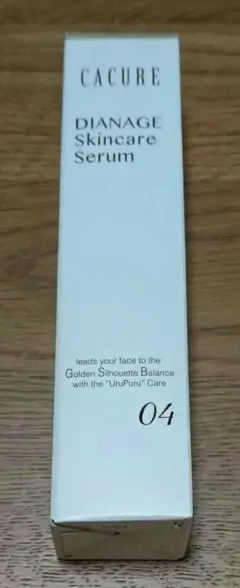 CACURE
DIANAGE
Skincare
Serum
leads your face to the
Golden Silhouette Balance
with the "UruPuru" Care
04